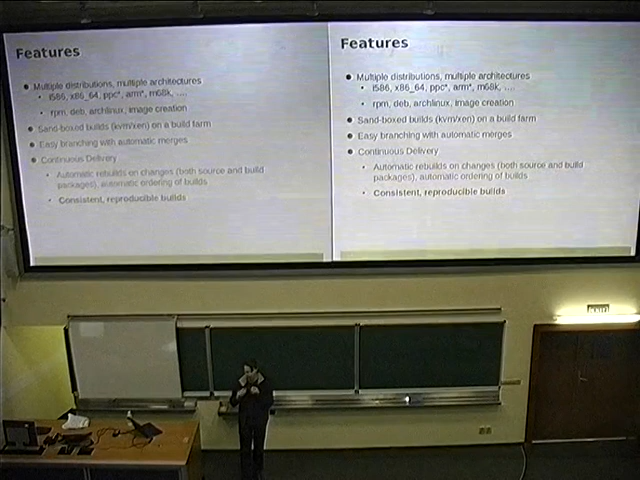 Features
Multiple distributions, multiple architectures
i586, x86_64, ppc*, arm*, m68k, ....
rpm, deb, archlinux, image creation
Sand-boxed builds (kvm/xen) on a build farm
Easy branching with automatic merges
Continuous Delivery
Automatic rebuilds on changes (both source and build
packages), automatic ordering of builds
Consistent, reproducible builds
Features
Multiple distributions, multiple architectures
i586, x86_64, ppc*, arm*, m68k, ....
rpm, deb, archlinux, image creation
Sand-boxed builds (kvm/xen) on a build farm
Easy branching with automatic merges
Continuous Delivery
Automatic rebuilds on changes (both source and build
packages), automatic ordering of builds
Consistent, reproducible builds